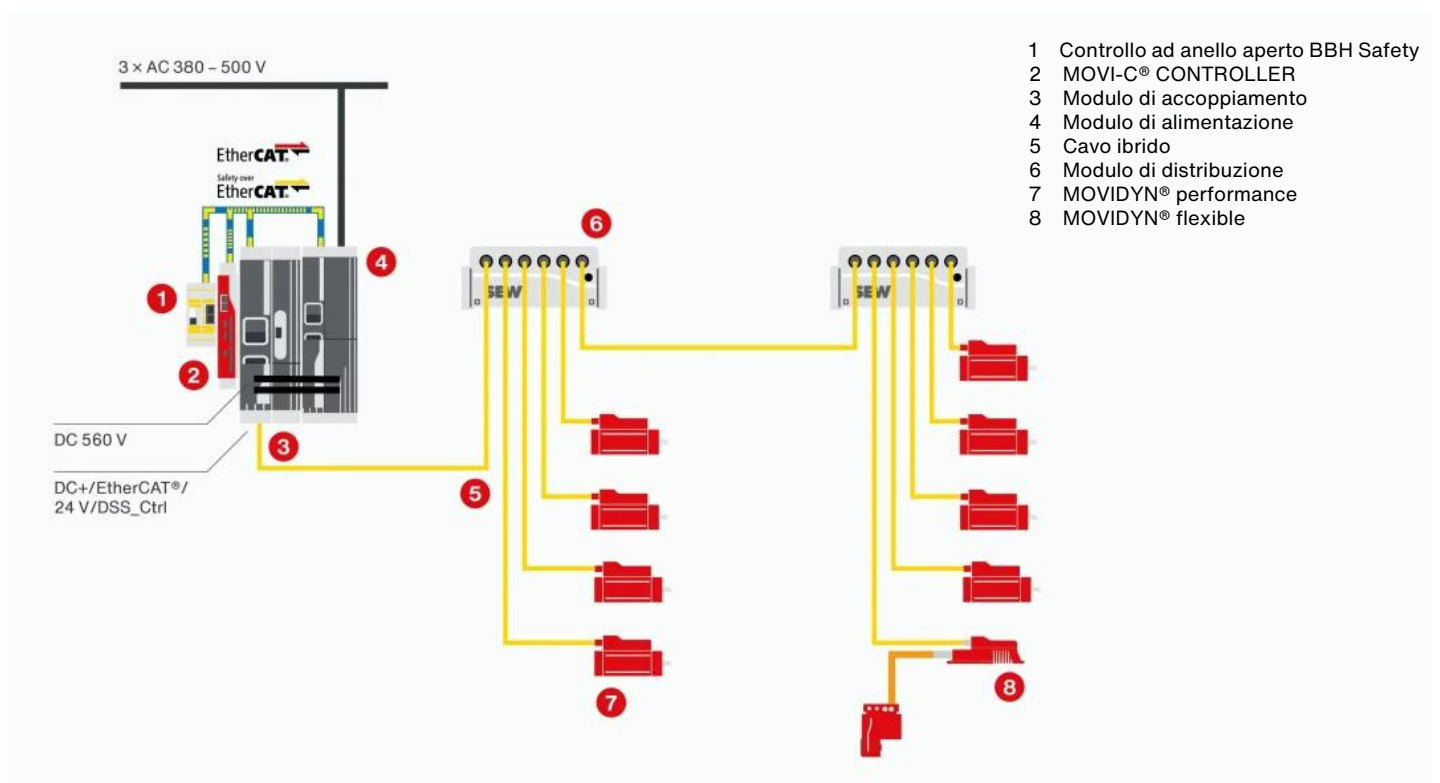 3 × AC 380 – 500 V
EtherCAT®
Safety over
EtherCAT®
1
2
3
4
5
6
7
8
DC 560 V
DC+/EtherCAT®/
24 V/DSS_Ctrl
SEW
SEW
1 Controllo ad anello aperto BBH Safety
2 MOVI-C® CONTROLLER
3 Modulo di accoppiamento
4 Modulo di alimentazione
5 Cavo ibrido
6 Modulo di distribuzione
7 MOVIDYN® performance
8 MOVIDYN® flexible